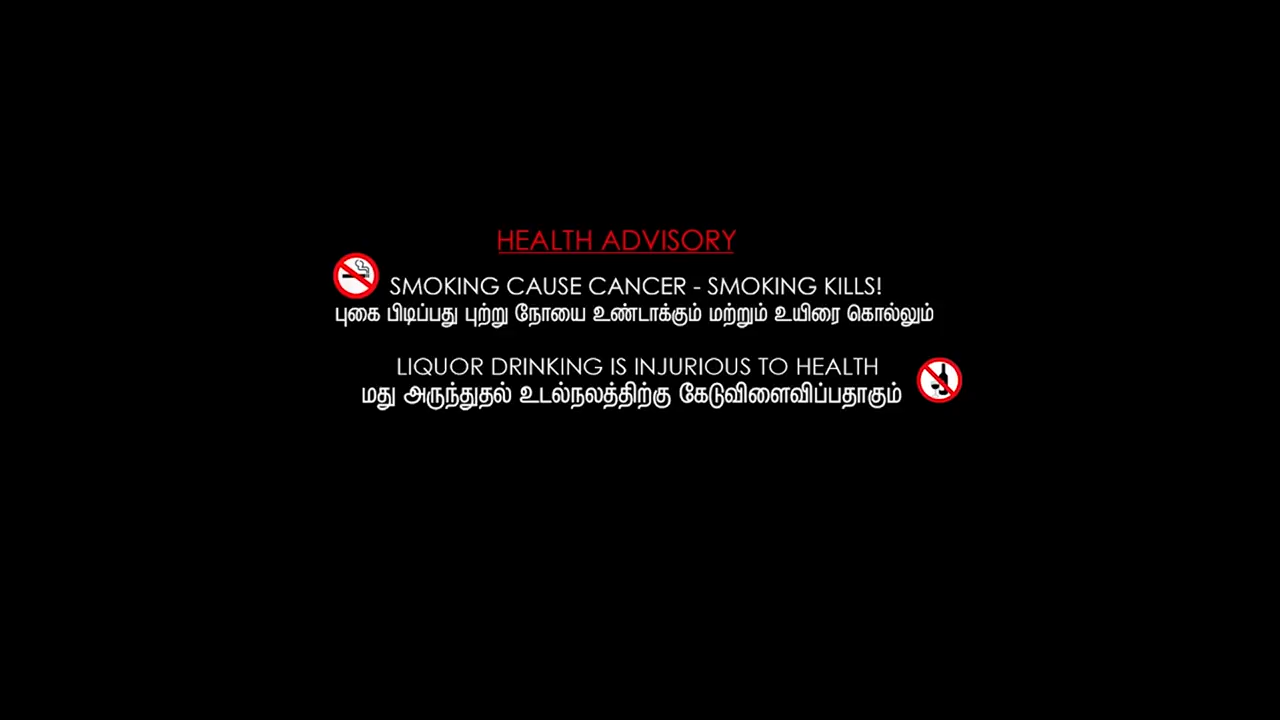 HEALTH ADVISORY
SMOKING CAUSE CANCER - SMOKING KILLS!
புகை பிடிப்பது புற்று நோயை உண்டாக்கும் மற்றும் உயிரை கொல்லும்
LIQUOR DRINKING IS INJURIOUS TO HEALTH
மது அருந்துதல் உடல்நலத்திற்கு கேடுவிளைவிப்பதாகும்